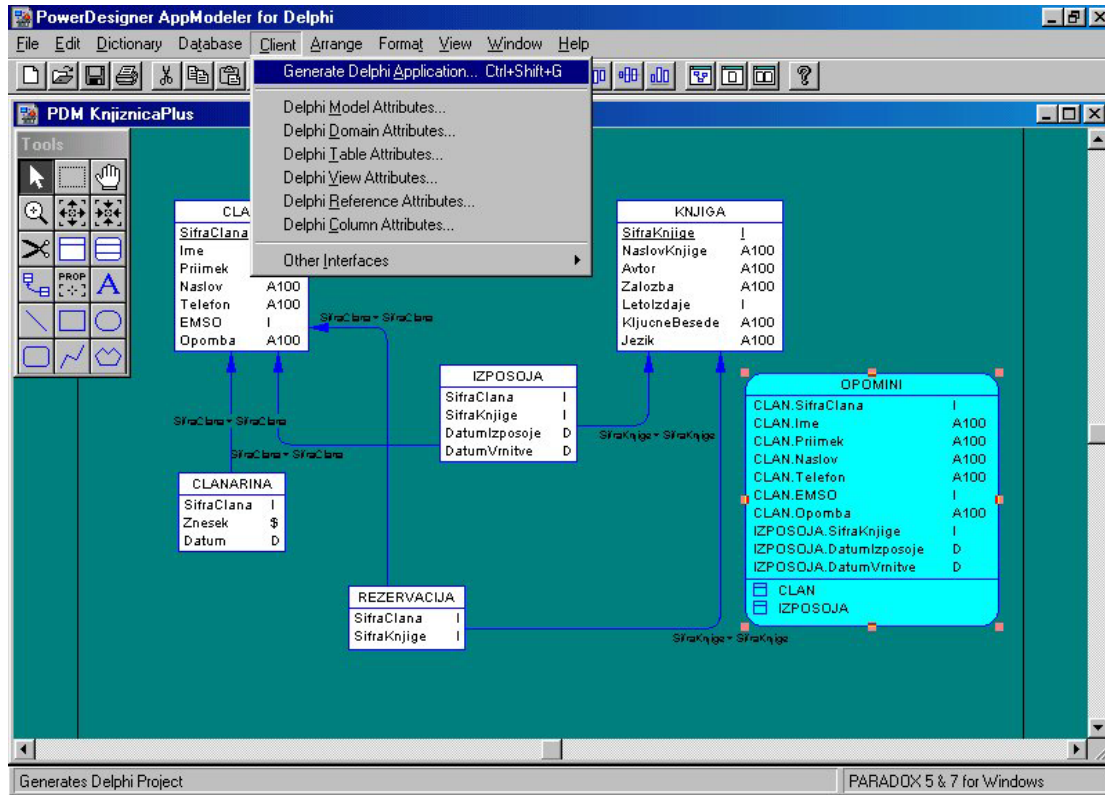 PowerDesigner AppModeler for Delphi
File Edit Dictionary Database Client Arrange Format View Window Help
Generate Delphi Application... Ctrl+Shift+G
Delphi Model Attributes...
Delphi Domain Attributes...
Delphi Table Attributes...
Delphi View Attributes...
Delphi Reference Attributes...
Delphi Column Attributes...
Other Interfaces
PDM KnjiznicaPlus
Tools
PROP
A
CLA
SifraClana
Ime
Priimek
Naslov A100
Telefon A100
EMSO I
Opomba A100
SifraClana = SifraClana
KNJIGA
SifraKnjige I
NaslovKnjige A100
Avtor A100
Zalozba A100
LetoIzdaje I
KljucneBesede A100
Jezik A100
IZPOSOJA
SifraClana I
SifraKnjige I
DatumIzposoje D
DatumVrnitve D
SifraClana = SifraClana
SifraClana = SifraClana
SifraKnjige = SifraKnjige
CLANARINA
SifraClana I
Znesek $
Datum D
OPOMINI
CLAN.SifraClana I
CLAN.Ime A100
CLAN.Priimek A100
CLAN.Naslov A100
CLAN.Telefon A100
CLAN.EMSO I
CLAN.Opomba A100
IZPOSOJA.SifraKnjige I
IZPOSOJA.DatumIzposoje D
IZPOSOJA.DatumVrnitve D
CLAN
IZPOSOJA
REZERVACIJA
SifraClana I
SifraKnjige I
SifraKnjige = SifraKnjige
Generates Delphi Project
PARADOX 5 & 7 for Windows